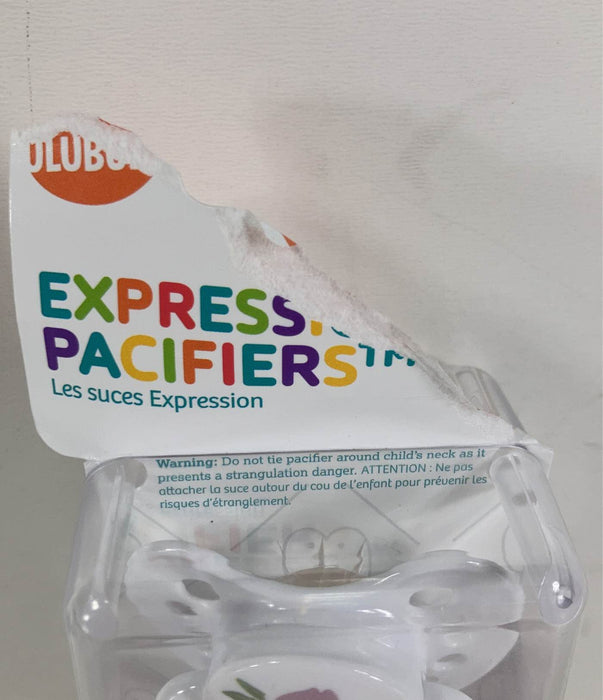 EXPRESS
PACIFIERS™
Les suces Expression
Warning: Do not tie pacifier around child's neck as it
presents a strangulation danger. ATTENTION : Ne pas
attacher la suce autour du cou de l'enfant pour prévenir les
risques d'étranglement.